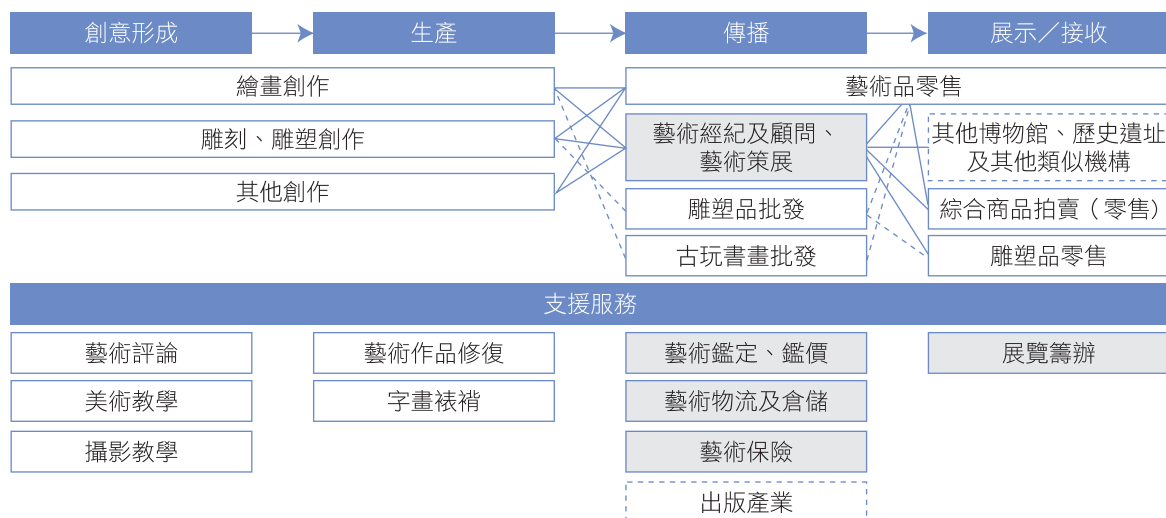 創意形成
生產
傳播
展示／接收
繪畫創作
雕刻、雕塑創作
其他創作
藝術品零售
藝術經紀及顧問、
藝術策展
雕塑品批發
古玩書畫批發
其他博物館、歷史遺址
及其他類似機構
綜合商品拍賣（零售）
雕塑品零售
支援服務
藝術評論
美術教學
攝影教學
藝術作品修復
字畫裱褙
藝術鑑定、鑑價
藝術物流及倉儲
藝術保險
出版產業
展覽籌辦